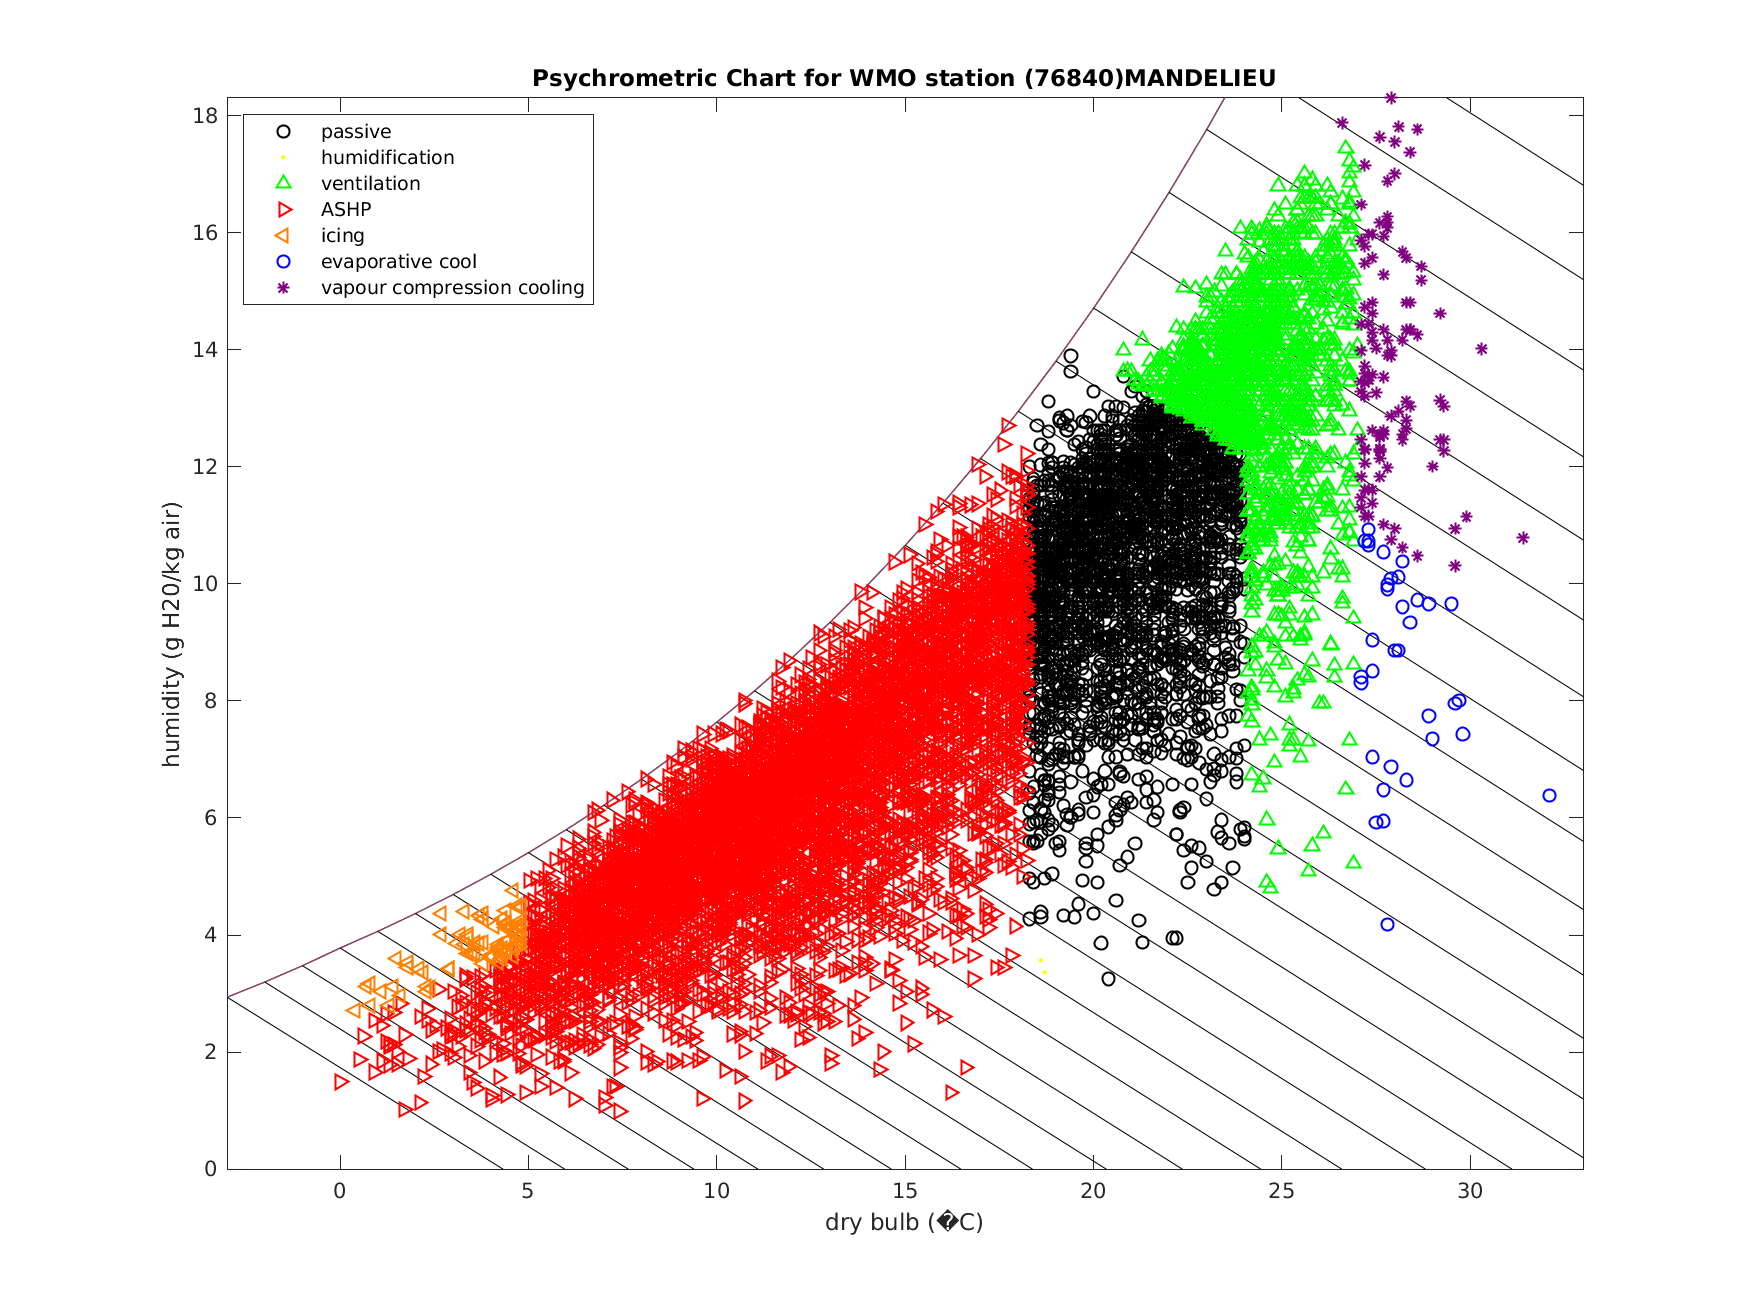 Psychrometric Chart for WMO station (76840)MANDELIEU
18
16
14
12
10
8
6
4
2
0
humidity (g H20/kg air)
passive
humidification
ventilation
ASHP
icing
evaporative cool
vapour compression cooling
0 5 10 15 20 25 30
dry bulb (�C)